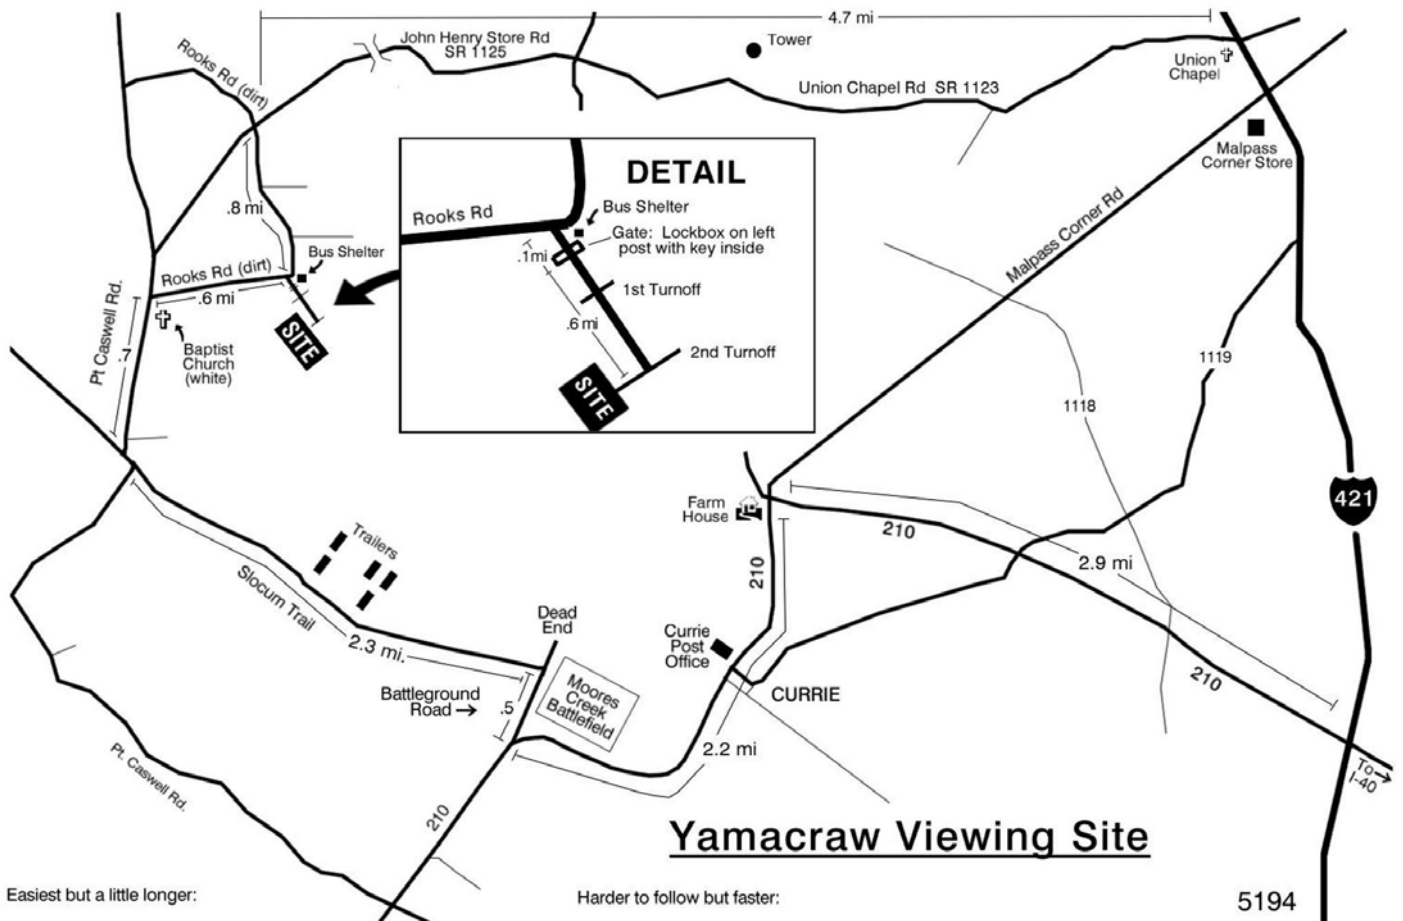 4.7 mi
John Henry Store Rd
SR 1125
Tower
Rooks Rd (dirt)
Union
Chapel
Union Chapel Rd SR 1123
Malpass
Corner Store
DETAIL
Rooks Rd
Bus Shelter
Gate: Lockbox on left
post with key inside
.1mi
1st Turnoff
.6 mi
2nd Turnoff
SITE
.8 mi
Bus Shelter
Rooks Rd (dirt)
.6 mi
SITE
Baptist
Church
(white)
Pt Caswell Rd.
.7
Malpass Corner Rd
1119
1118
421
Farm
House
210
2.9 mi
210
Trailers
Slocum Trail
2.3 mi.
Dead
End
Currie
Post
Office
CURRIE
210
Battleground
Road
.5
Moores
Creek
Battlefield
2.2 mi
Pt. Caswell Rd.
To
I-40
210
Yamacraw Viewing Site
Easiest but a little longer:
Harder to follow but faster:
5194